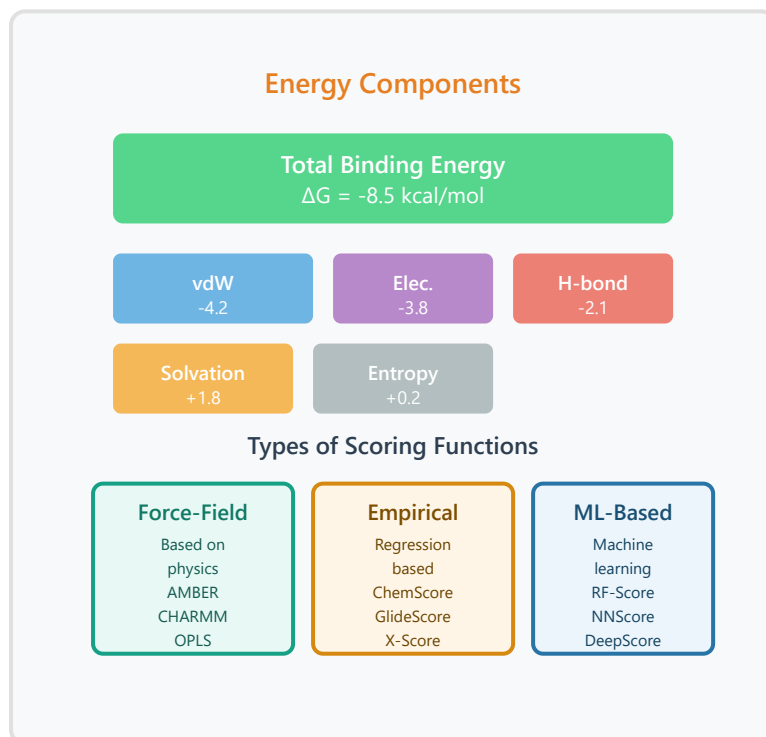 Energy Components
Total Binding Energy
ΔG = -8.5 kcal/mol
vdW
-4.2
Elec.
-3.8
H-bond
-2.1
Solvation
+1.8
Entropy
+0.2
Types of Scoring Functions
Force-Field
Based on
physics
AMBER
CHARMM
OPLS
Empirical
Regression
based
ChemScore
GlideScore
X-Score
ML-Based
Machine
learning
RF-Score
NNScore
DeepScore